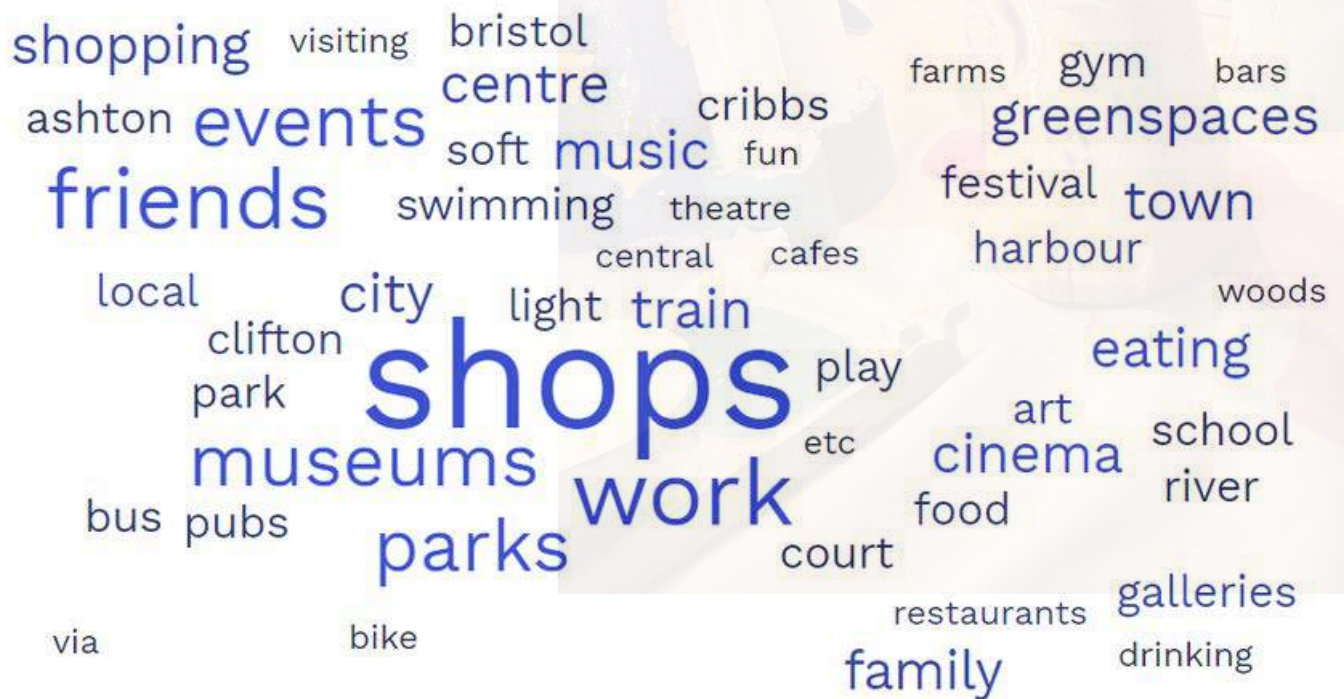 shopping visiting bristol
centre
farms gym bars
ashton events cribbs greenspaces
soft music fun
friends swimming theatre festival town
central cafes harbour
local city light train woods
clifton shops play eating
park art
museums etc cinema school
work river
bus pubs food
parks court
galleries
restaurants
via bike drinking
family